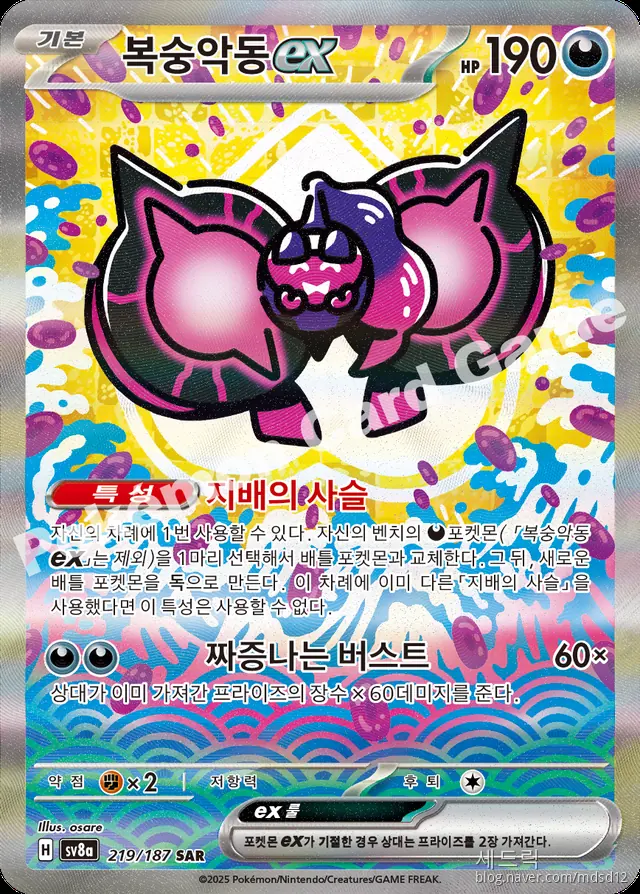 기본
복숭악동 ex
HP 190
Pokémon Card Game
특성 지배의 사슬
자신의 차례에 1번 사용할 수 있다. 자신의 벤치의 포켓몬(「복숭악동
ex」는 제외)을 1마리 선택해서 배틀 포켓몬과 교체한다. 그 뒤, 새로운
배틀 포켓몬을 독으로 만든다. 이 차례에 이미 다른 「지배의 사슬」을
사용했다면 이 특성은 사용할 수 없다.
짜증나는 버스트 60×
상대가 이미 가져간 프라이즈의 장수 × 60데미지를 준다.
약점 ×2 저항력 후퇴
ex 룰
포켓몬 ex가 기절한 경우 상대는 프라이즈를 2장 가져간다.
Illus. osare
H sv8a 219/187 SAR
©2025 Pokémon/Nintendo/Creatures/GAME FREAK.
세드릭
blog.naver.com/mdsd12